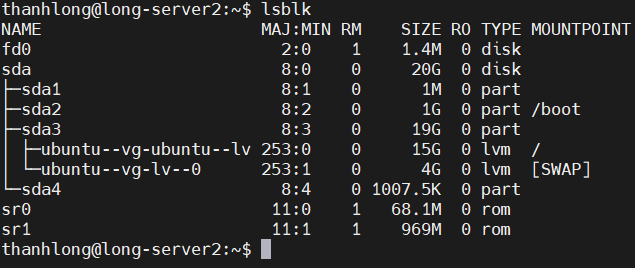 thanhlong@long-server2:~$ lsblk
NAME                      MAJ:MIN RM    SIZE RO TYPE MOUNTPOINT
fd0                         2:0    1    1.4M  0 disk
sda                         8:0    0     20G  0 disk
├─sda1                      8:1    0      1M  0 part
├─sda2                      8:2    0      1G  0 part /boot
├─sda3                      8:3    0     19G  0 part
│ ├─ubuntu--vg-ubuntu--lv 253:0    0     15G  0 lvm  /
│ └─ubuntu--vg-lv--0      253:1    0      4G  0 lvm  [SWAP]
└─sda4                      8:4    0 1007.5K  0 part
sr0                        11:0    1   68.1M  0 rom
sr1                        11:1    1    969M  0 rom
thanhlong@long-server2:~$